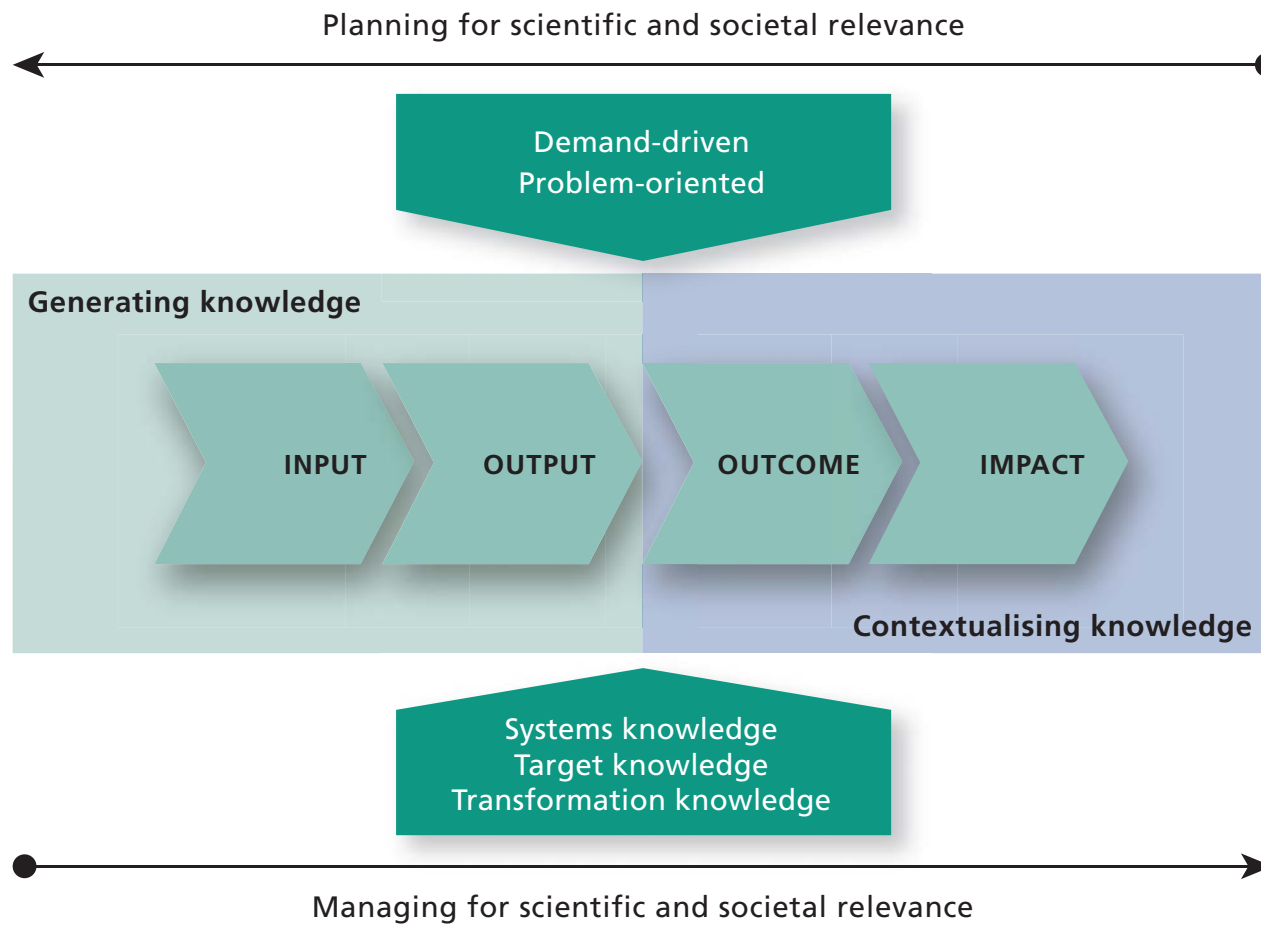 Planning for scientific and societal relevance
Demand-driven
Problem-oriented
Generating knowledge
INPUT
OUTPUT
OUTCOME
IMPACT
Contextualising knowledge
Systems knowledge
Target knowledge
Transformation knowledge
Managing for scientific and societal relevance